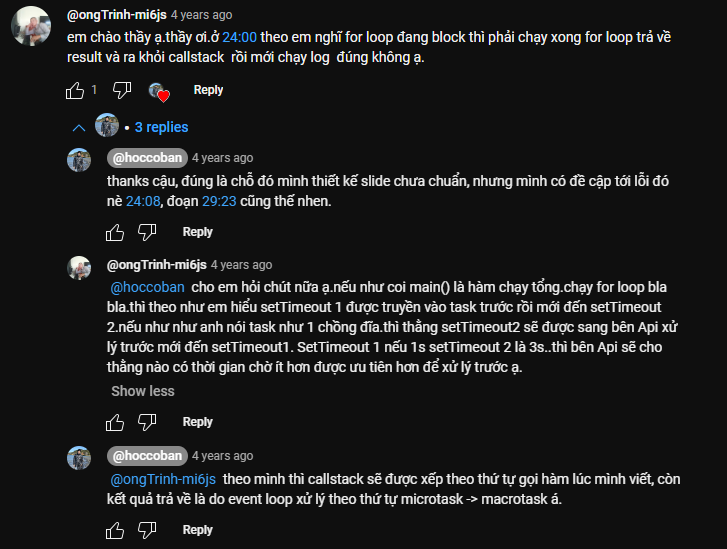 @ongTrinh-mi6js 4 years ago
em chào thầy ạ.thầy ơi.ở 24:00 theo em nghĩ for loop đang block thì phải chạy xong for loop trả về
result và ra khỏi callstack rồi mới chạy log đúng không ạ.
1 Reply
• 3 replies
@hoccoban 4 years ago
thanks cậu, đúng là chỗ đó mình thiết kế slide chưa chuẩn, nhưng mình có đề cập tới lỗi đó
nè 24:08, đoạn 29:23 cũng thế nhen.
Reply
@ongTrinh-mi6js 4 years ago
@hoccoban cho em hỏi chút nữa ạ.nếu như coi main() là hàm chạy tổng.chạy for loop bla
bla.thì theo như em hiểu setTimeout 1 được truyền vào task trước rồi mới đến setTimeout
2.nếu như như anh nói task như 1 chồng đĩa.thì thằng setTimeout2 sẽ được sang bên Api xử
lý trước mới đến setTimeout1. SetTimeout 1 nếu 1s setTimeout 2 là 3s..thì bên Api sẽ cho
thằng nào có thời gian chờ ít hơn được ưu tiên hơn để xử lý trước ạ.
Show less
Reply
@hoccoban 4 years ago
@ongTrinh-mi6js theo mình thì callstack sẽ được xếp theo thứ tự gọi hàm lúc mình viết, còn
kết quả trả về là do event loop xử lý theo thứ tự microtask -> macrotask á.
Reply